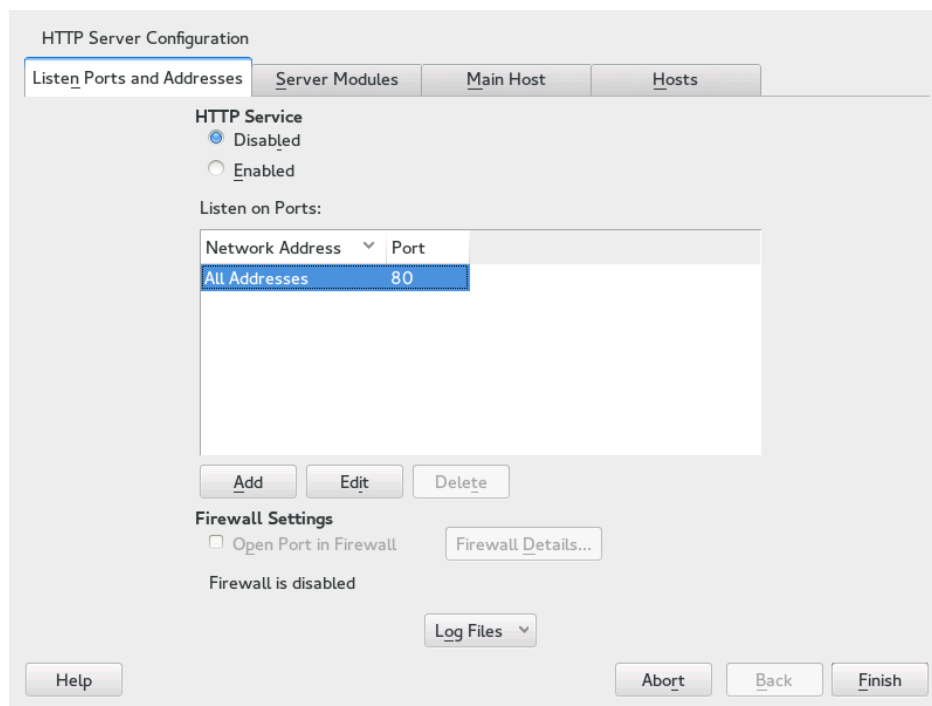 HTTP Server Configuration
Listen Ports and Addresses Server Modules Main Host Hosts
HTTP Service
Disabled
Enabled
Listen on Ports:
Network Address Port
All Addresses 80
Add Edit Delete
Firewall Settings
Open Port in Firewall Firewall Details...
Firewall is disabled
Log Files
Help Abort Back Finish